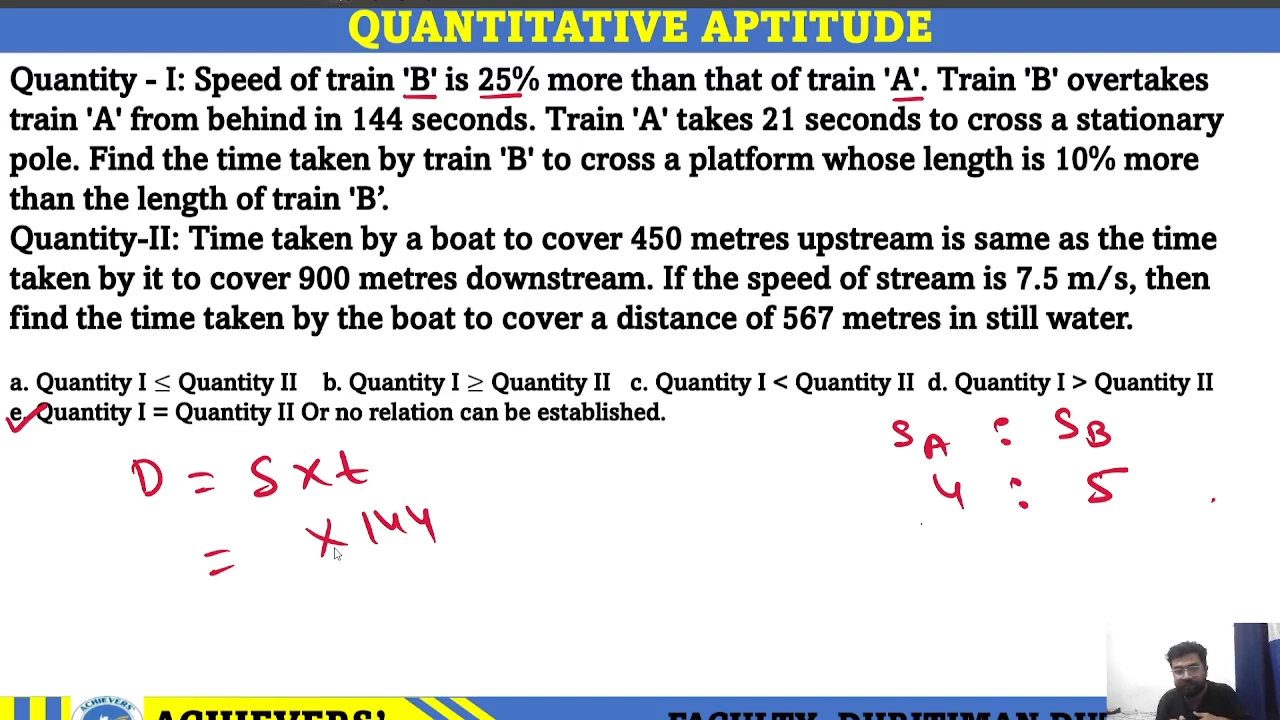 QUANTITATIVE APTITUDE
Quantity - I: Speed of train 'B' is 25% more than that of train 'A'. Train 'B' overtakes
train 'A' from behind in 144 seconds. Train 'A' takes 21 seconds to cross a stationary
pole. Find the time taken by train 'B' to cross a platform whose length is 10% more
than the length of train 'B’.
Quantity-II: Time taken by a boat to cover 450 metres upstream is same as the time
taken by it to cover 900 metres downstream. If the speed of stream is 7.5 m/s, then
find the time taken by the boat to cover a distance of 567 metres in still water.
a. Quantity I ≤ Quantity II b. Quantity I ≥ Quantity II c. Quantity I < Quantity II d. Quantity I > Quantity II
e. Quantity I = Quantity II Or no relation can be established.
S A : S B
4 : 5
D = S x t
= x 144
ACHIEVERS'
ACHIEVERS'